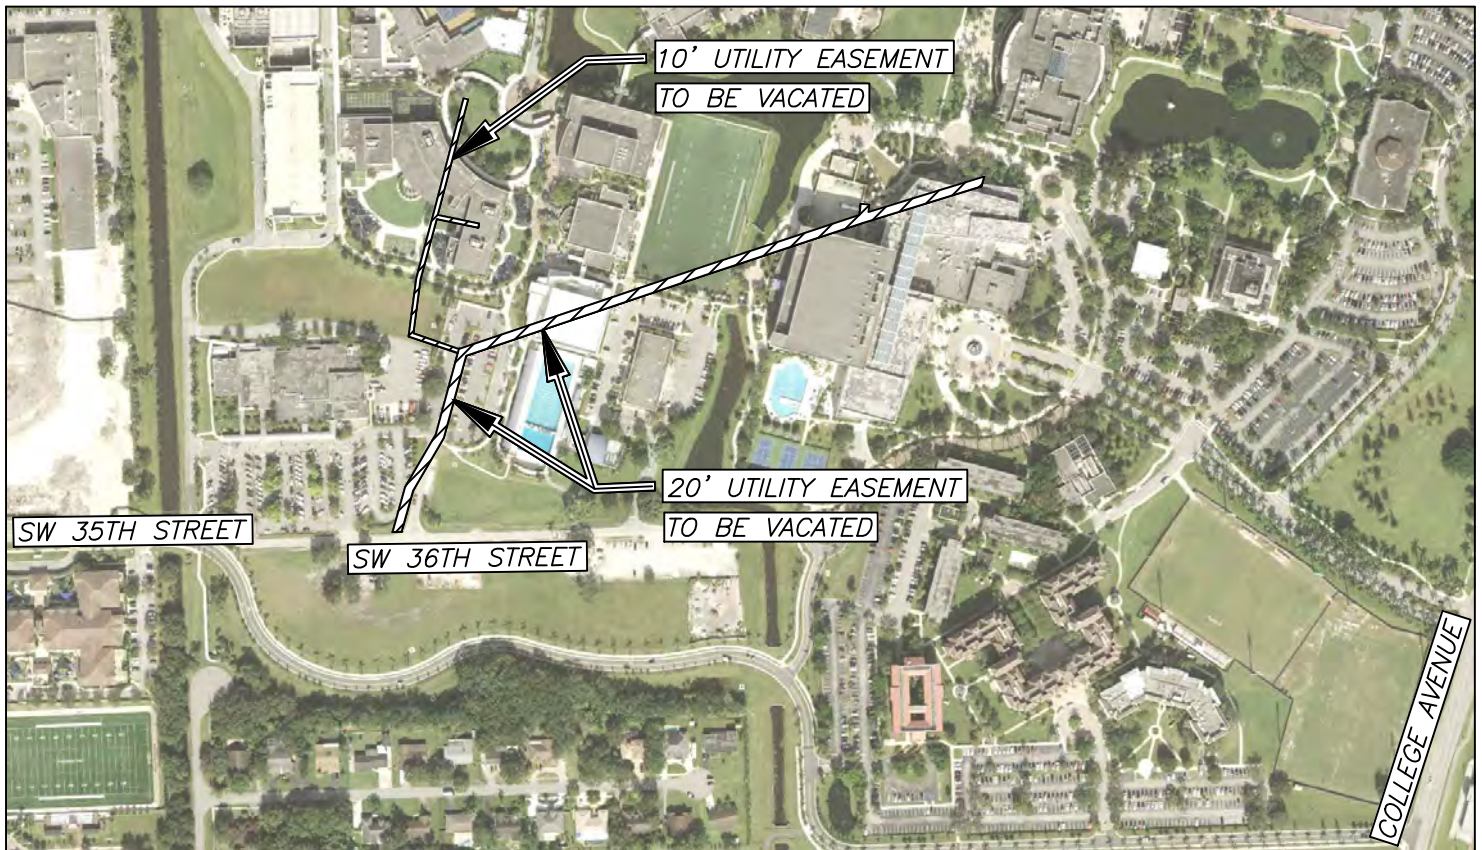 10' UTILITY EASEMENT
TO BE VACATED
20' UTILITY EASEMENT
TO BE VACATED
SW 35TH STREET
SW 36TH STREET
COLLEGE AVENUE